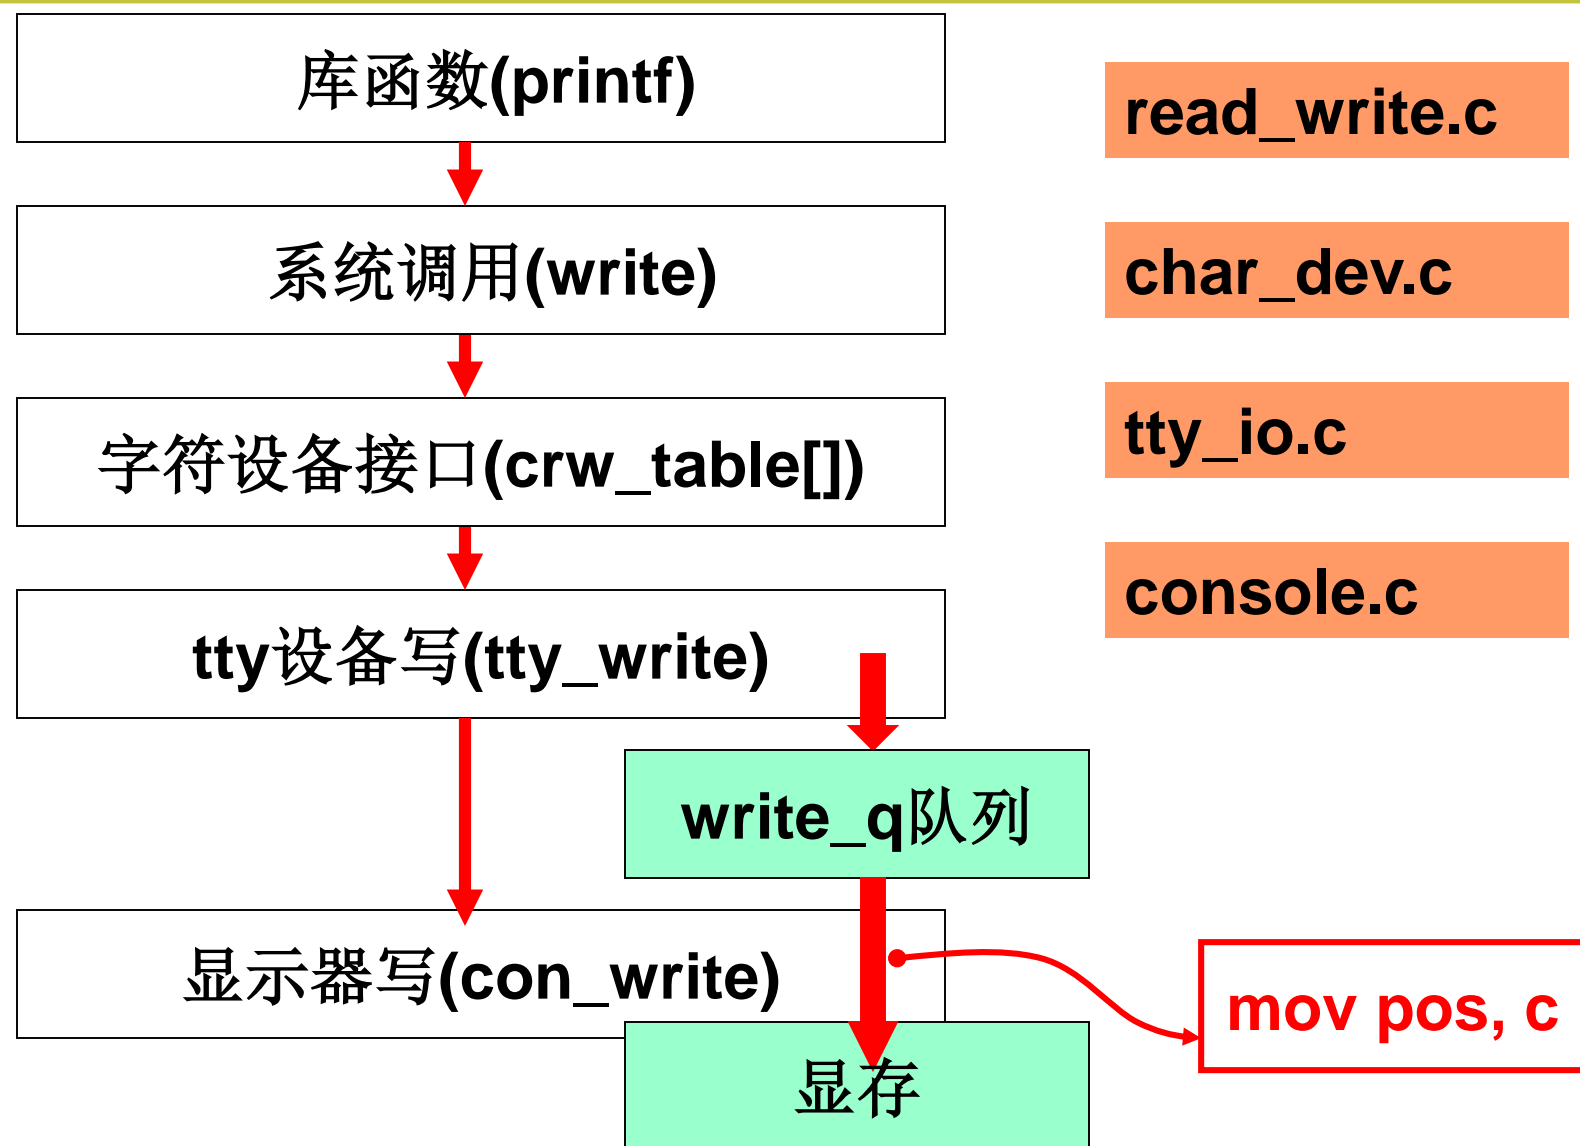 库函数(printf)
系统调用(write)
字符设备接口(crw_table[])
tty设备写(tty_write)
write_q队列
显示器写(con_write)
显存
read_write.c
char_dev.c
tty_io.c
console.c
mov pos, c